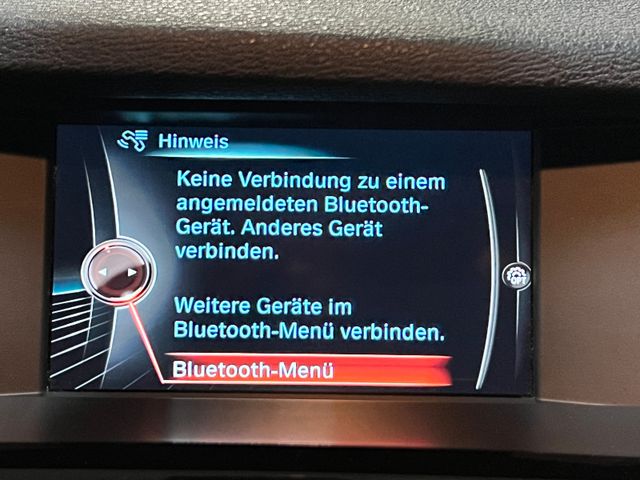 Hinweis
Keine Verbindung zu einem
angemeldeten Bluetooth-
Gerät. Anderes Gerät
verbinden.
Weitere Geräte im
Bluetooth-Menü verbinden.
Bluetooth-Menü
OPT